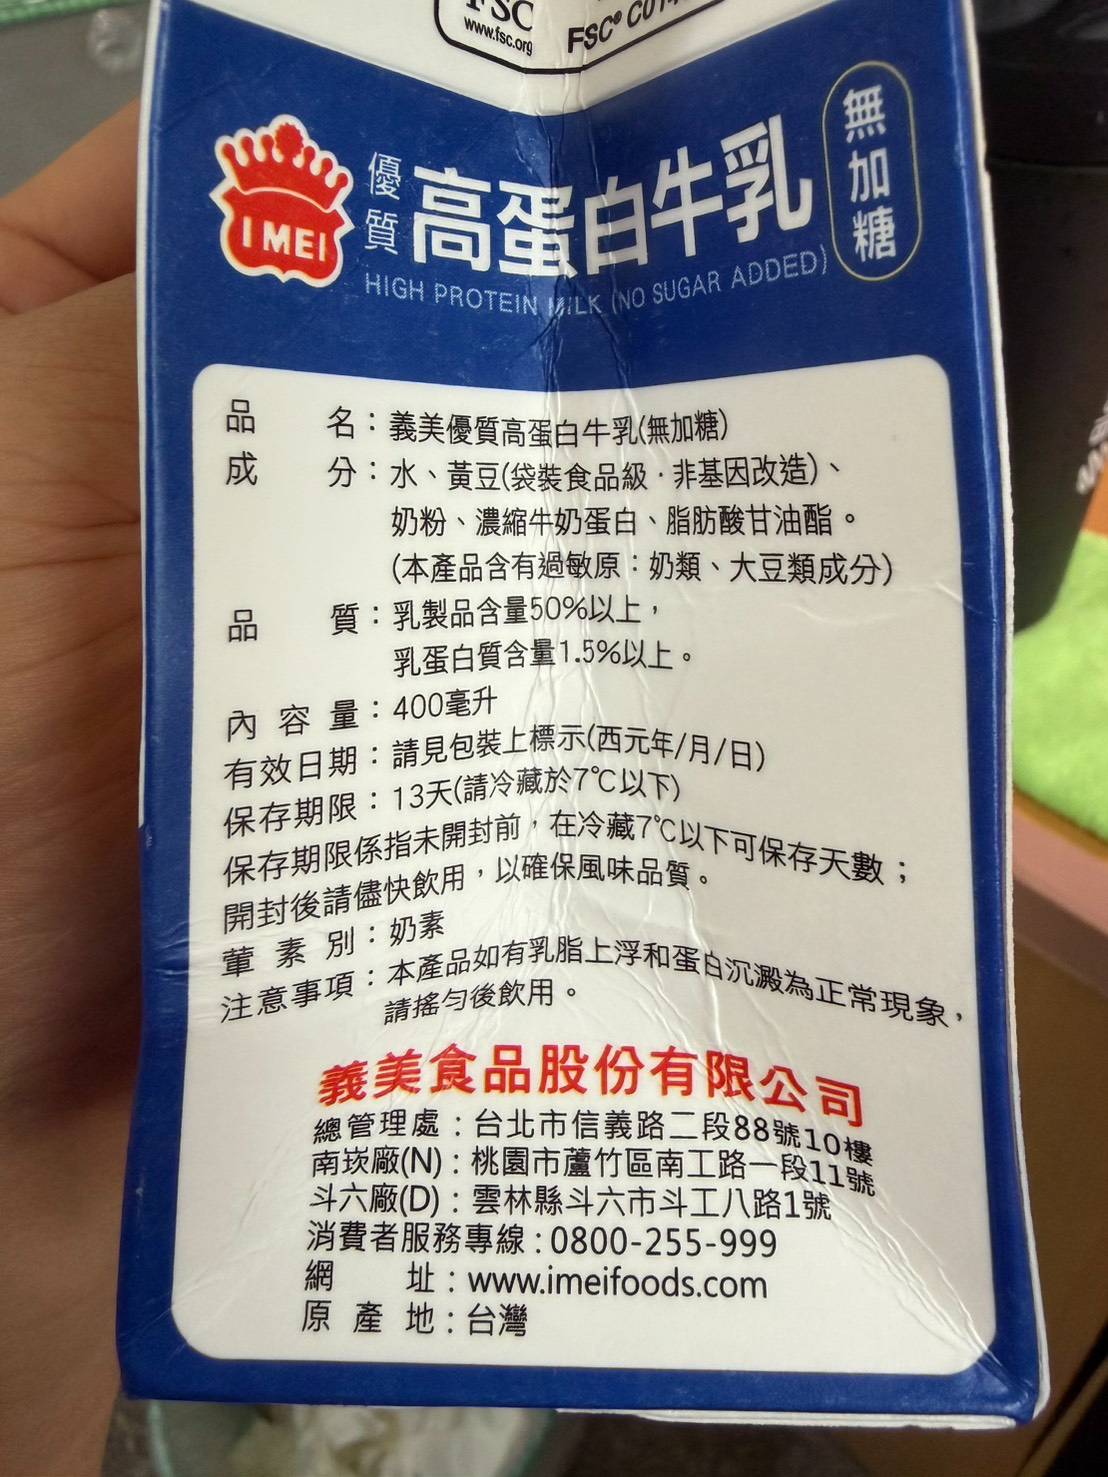 FSC
www.fsc.org
FSC® C01
I MEI
優質
高蛋白牛乳
無加糖
HIGH PROTEIN MILK (NO SUGAR ADDED)
品名：義美優質高蛋白牛乳(無加糖)
成分：水、黃豆(袋裝食品級．非基因改造)、
奶粉、濃縮牛奶蛋白、脂肪酸甘油酯。
(本產品含有過敏原：奶類、大豆類成分)
品質：乳製品含量50%以上，
乳蛋白質含量1.5%以上。
內容量：400毫升
有效日期：請見包裝上標示(西元年/月/日)
保存期限：13天(請冷藏於7℃以下)
保存期限係指未開封前，在冷藏7℃以下可保存天數；
開封後請儘快飲用，以確保風味品質。
葷素別：奶素
注意事項：本產品如有乳脂上浮和蛋白沉澱為正常現象，
請搖勻後飲用。
義美食品股份有限公司
總管理處：台北市信義路二段88號10樓
南崁廠(N)：桃園市蘆竹區南工路一段11號
斗六廠(D)：雲林縣斗六市斗工八路1號
消費者服務專線：0800-255-999
網址：www.imeifoods.com
原產地：台灣